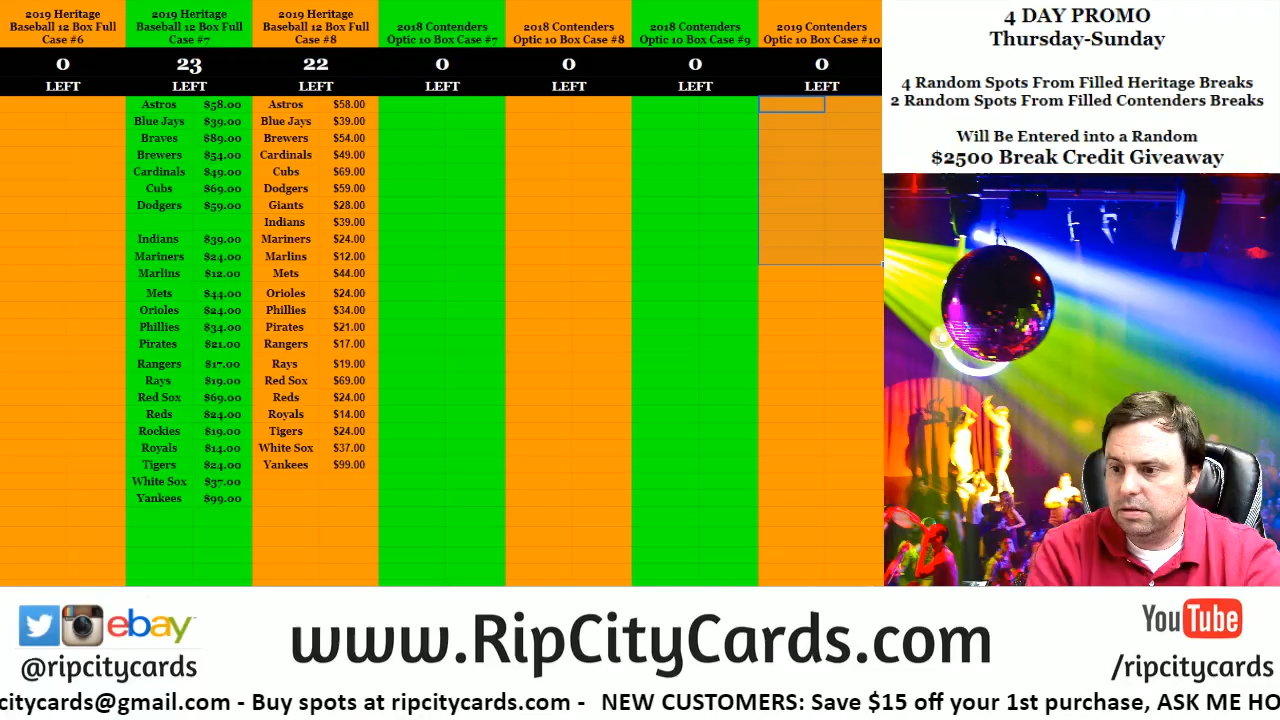 2019 Heritage
Baseball 12 Box Full
Case #6
0
LEFT
2019 Heritage
Baseball 12 Box Full
Case #7
23
LEFT
Astros $58.00
Blue Jays $39.00
Braves $89.00
Brewers $54.00
Cardinals $49.00
Cubs $69.00
Dodgers $59.00
Indians $39.00
Mariners $24.00
Marlins $12.00
Mets $44.00
Orioles $24.00
Phillies $34.00
Pirates $21.00
Rangers $17.00
Rays $19.00
Red Sox $69.00
Reds $24.00
Rockies $19.00
Royals $14.00
Tigers $24.00
White Sox $37.00
Yankees $99.00
2019 Heritage
Baseball 12 Box Full
Case #8
22
LEFT
Astros $58.00
Blue Jays $39.00
Brewers $54.00
Cardinals $49.00
Cubs $69.00
Dodgers $59.00
Giants $28.00
Indians $39.00
Mariners $24.00
Marlins $12.00
Mets $44.00
Orioles $24.00
Phillies $34.00
Pirates $21.00
Rangers $17.00
Rays $19.00
Red Sox $69.00
Reds $24.00
Royals $14.00
Tigers $24.00
White Sox $37.00
Yankees $99.00
2018 Contenders
Optic 10 Box Case #7
0
LEFT
2018 Contenders
Optic 10 Box Case #8
0
LEFT
2018 Contenders
Optic 10 Box Case #9
0
LEFT
2019 Contenders
Optic 10 Box Case #10
0
LEFT
4 DAY PROMO
Thursday-Sunday
4 Random Spots From Filled Heritage Breaks
2 Random Spots From Filled Contenders Breaks
Will Be Entered into a Random
$2500 Break Credit Giveaway
ebay
@ripcitycards
www.RipCityCards.com
YouTube
/ripcitycards
citycards@gmail.com - Buy spots at ripcitycards.com - NEW CUSTOMERS: Save $15 off your 1st purchase, ASK ME HO